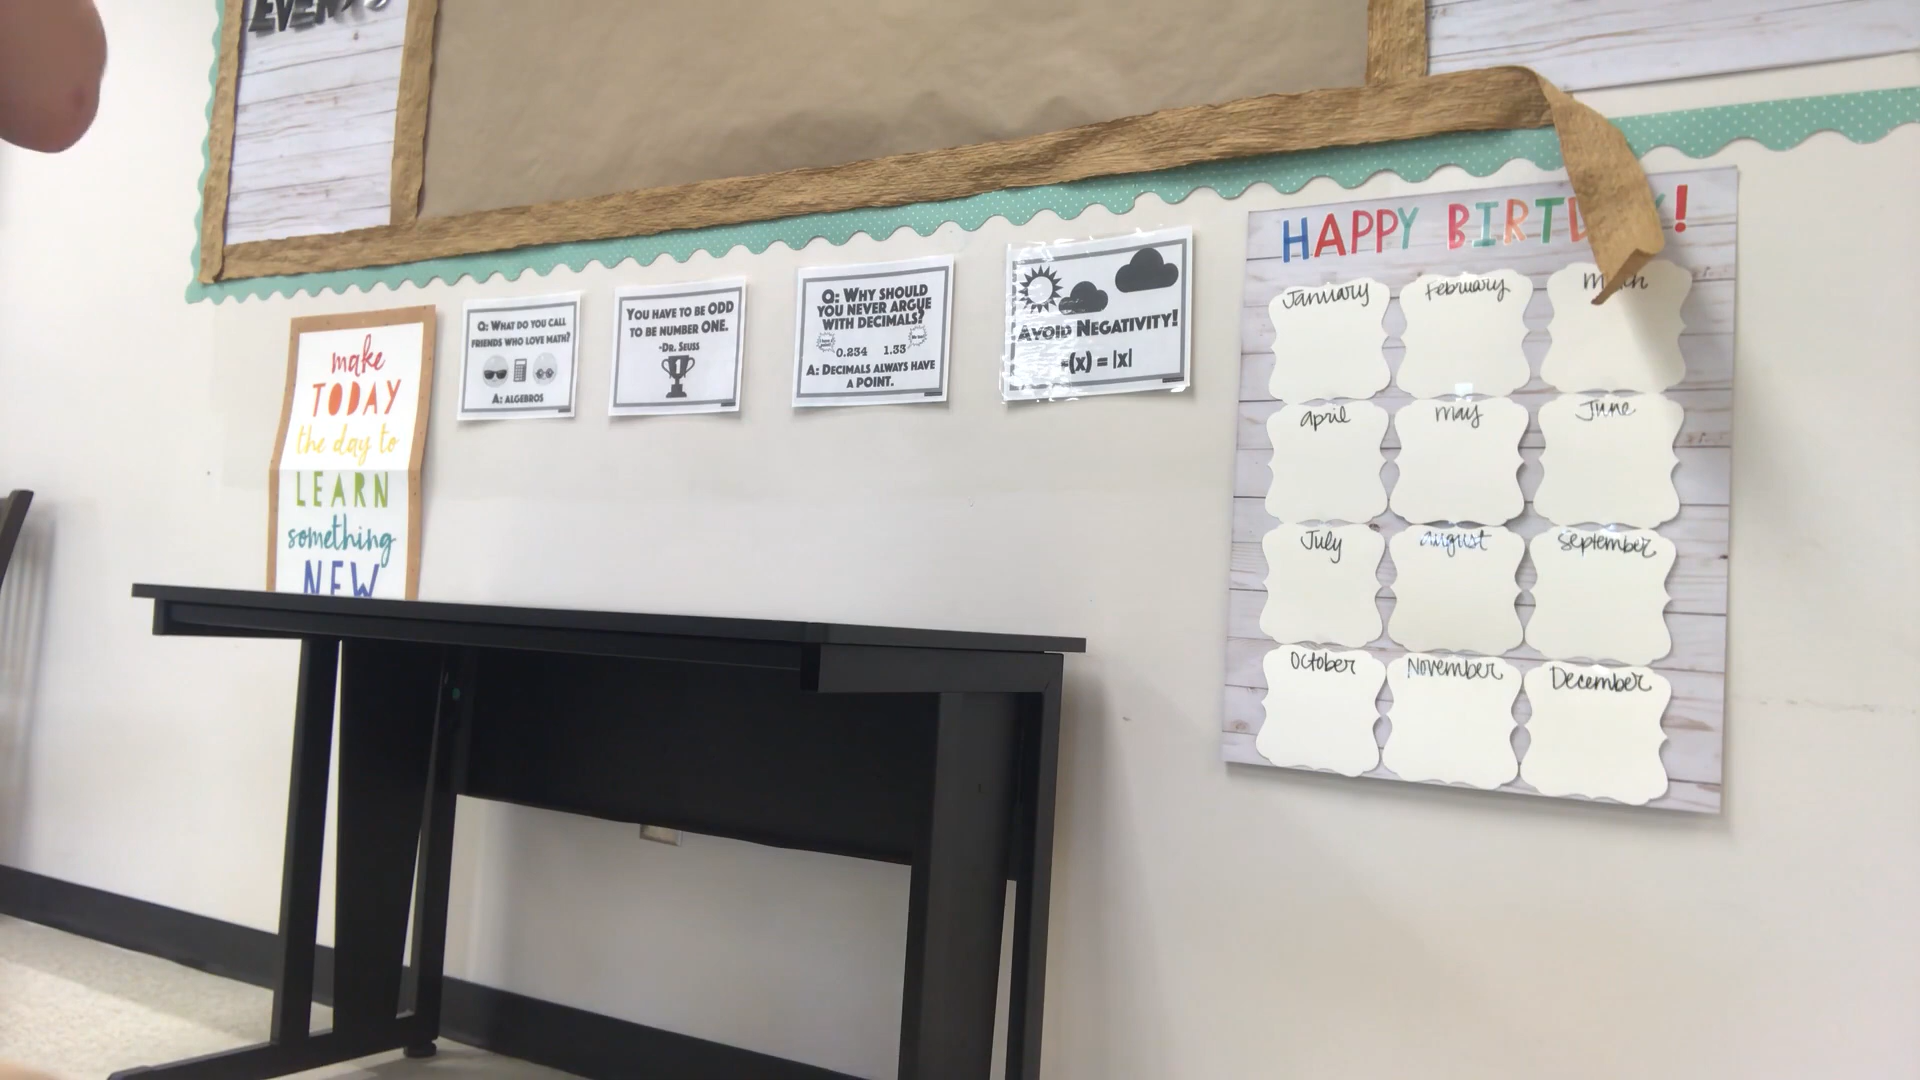 make
TODAY
the day to
LEARN
something
NEW
Q: WHAT DO YOU CALL
FRIENDS WHO LOVE MATH?
A: ALGEBROS
YOU HAVE TO BE ODD
TO BE NUMBER ONE.
-DR. SEUSS
1
Q: WHY SHOULD
YOU NEVER ARGUE
WITH DECIMALS?
0.234 1.33
A: DECIMALS ALWAYS HAVE
A POINT.
AVOID NEGATIVITY!
-(x) = |x|
HAPPY
January
February
april
may
June
July
august
september
October
November
December